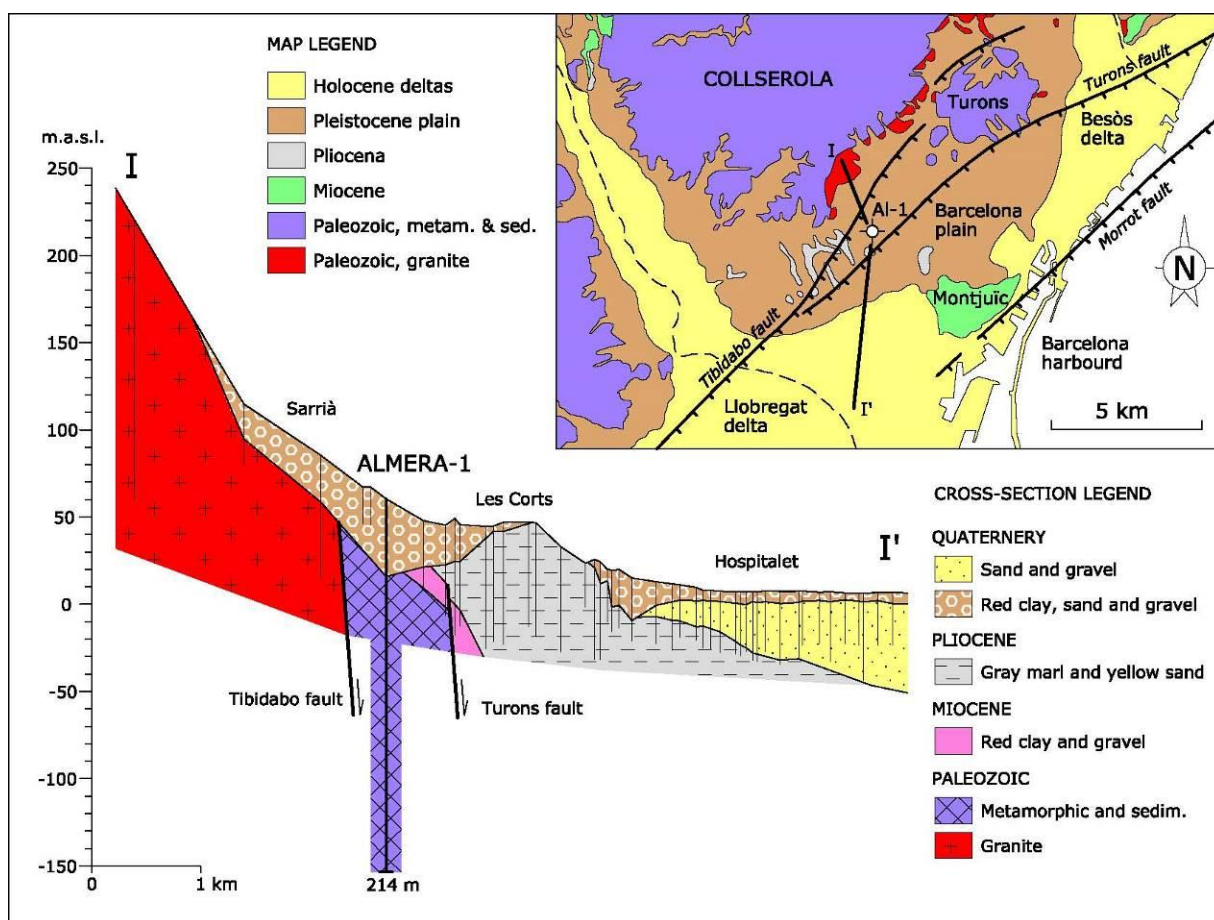 MAP LEGEND
Holocene deltas
Pleistocene plain
Pliocena
Miocene
Paleozoic, metam. & sed.
Paleozoic, granite
COLLSEROLA
Turons
Turons fault
Besòs
delta
I
Al-1
Barcelona
plain
Morrot fault
N
Montjuïc
Tibidabo fault
Barcelona
harbourd
Llobregat
delta
I'
5 km
m.a.s.l.
250
200
150
100
50
0
-50
-100
-150
I
Sarrià
ALMERA-1
Les Corts
Hospitalet
I'
Tibidabo fault
Turons fault
0
1 km
214 m
CROSS-SECTION LEGEND
QUATERNERY
Sand and gravel
Red clay, sand and gravel
PLIOCENE
Gray marl and yellow sand
MIOCENE
Red clay and gravel
PALEOZOIC
Metamorphic and sedim.
Granite